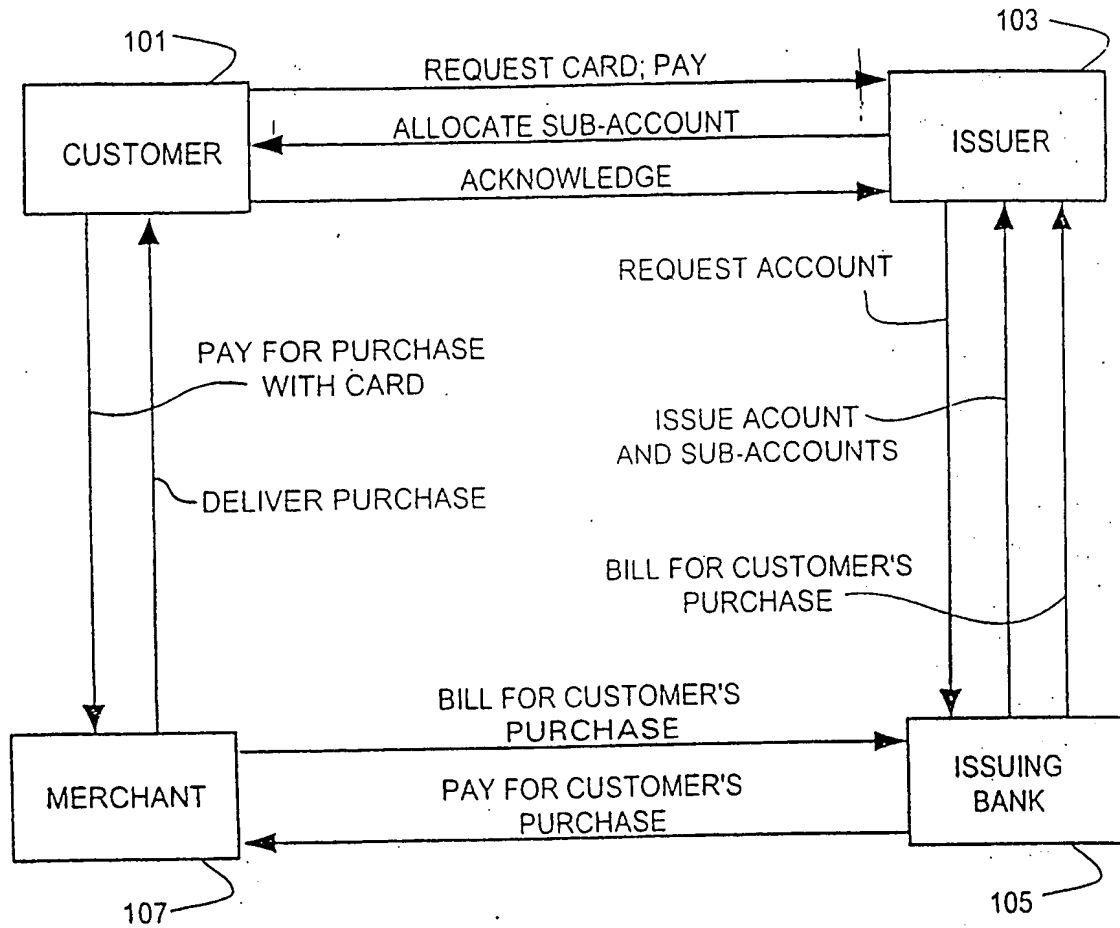 101
103
REQUEST CARD; PAY
CUSTOMER
ALLOCATE SUB-ACCOUNT
ISSUER
ACKNOWLEDGE
REQUEST ACCOUNT
PAY FOR PURCHASE
WITH CARD
ISSUE ACOUNT
AND SUB-ACCOUNTS
DELIVER PURCHASE
BILL FOR CUSTOMER'S
PURCHASE
BILL FOR CUSTOMER'S
PURCHASE
MERCHANT
PAY FOR CUSTOMER'S
PURCHASE
ISSUING
BANK
107
105